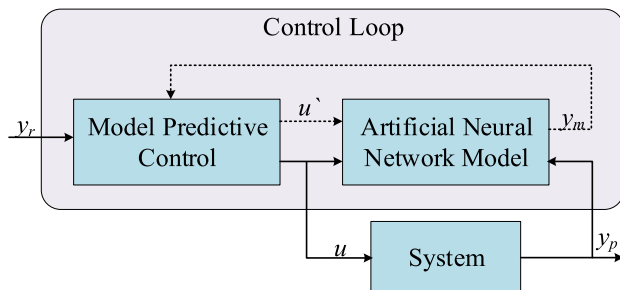 Control Loop
y_r
Model Predictive
Control
u`
Artificial Neural
Network Model
y_m
u
System
y_p